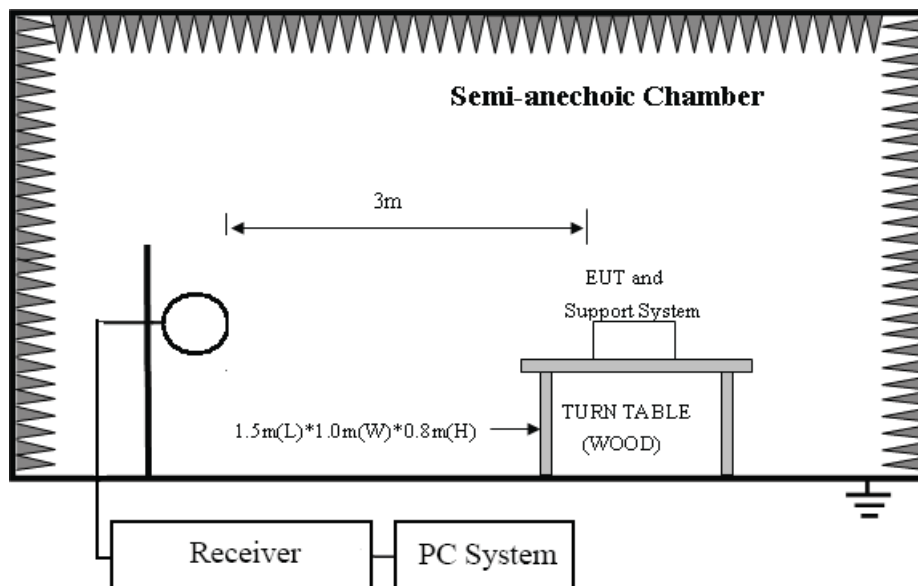 Semi-anechoic Chamber
3m
EUT and
Support System
1.5m(L)*1.0m(W)*0.8m(H)
TURN TABLE
(WOOD)
Receiver
PC System